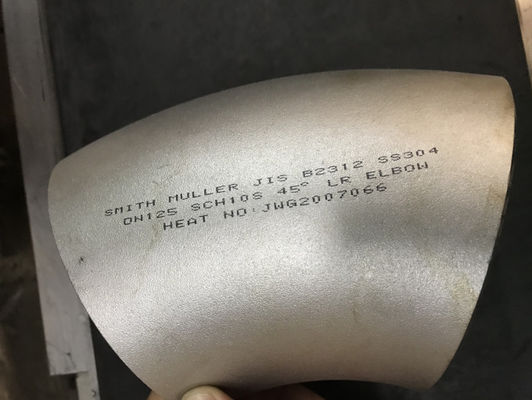 SMITH MULLER JIS B2312 SS304
DN125 SCH10S 45° LR ELBOW
HEAT NO:JWG2007066